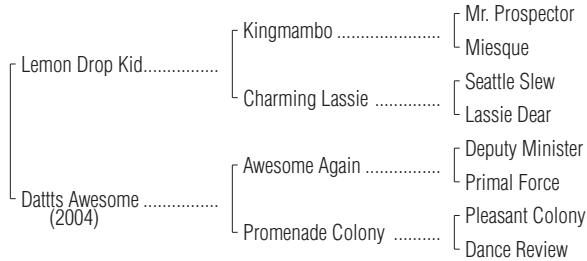 Mr. Prospector
Kingmambo .....................
Miesque
Lemon Drop Kid...............
Seattle Slew
Charming Lassie .............
Lassie Dear
Deputy Minister
Awesome Again ...............
Primal Force
Dattts Awesome ...............
(2004)
Pleasant Colony
Promenade Colony ..........
Dance Review